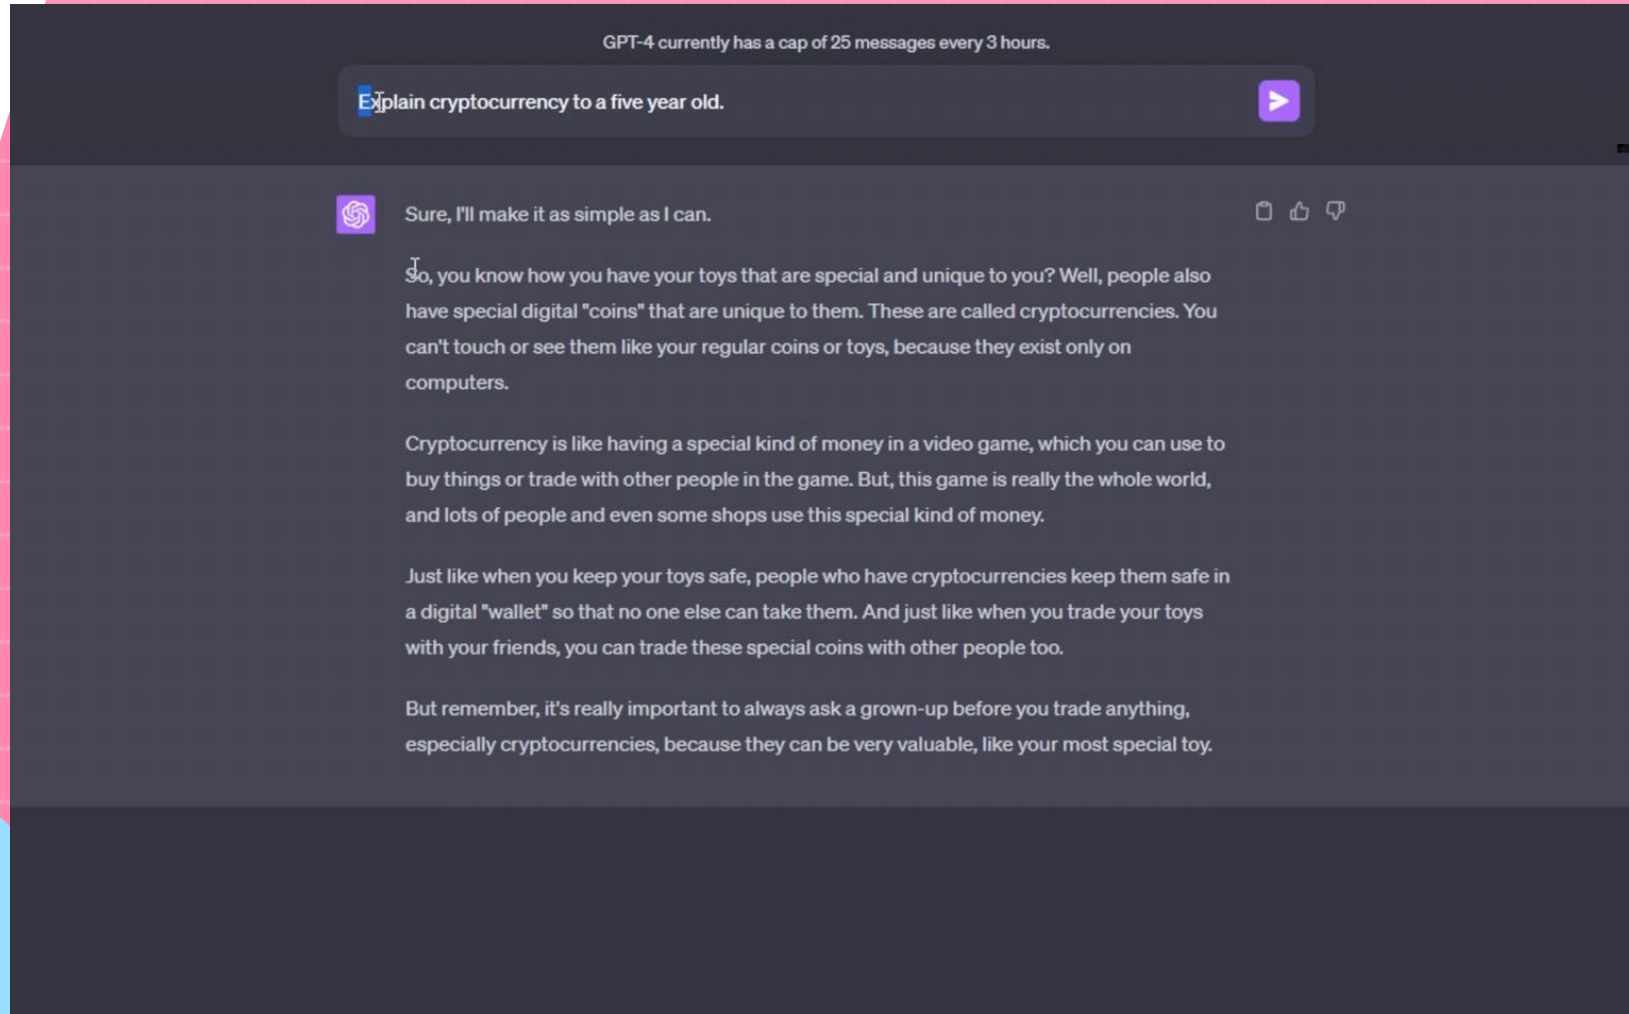 GPT-4 currently has a cap of 25 messages every 3 hours.
Explain cryptocurrency to a five year old.
Sure, I'll make it as simple as I can.
So, you know how you have your toys that are special and unique to you? Well, people also
have special digital "coins" that are unique to them. These are called cryptocurrencies. You
can't touch or see them like your regular coins or toys, because they exist only on
computers.
Cryptocurrency is like having a special kind of money in a video game, which you can use to
buy things or trade with other people in the game. But, this game is really the whole world,
and lots of people and even some shops use this special kind of money.
Just like when you keep your toys safe, people who have cryptocurrencies keep them safe in
a digital "wallet" so that no one else can take them. And just like when you trade your toys
with your friends, you can trade these special coins with other people too.
But remember, it's really important to always ask a grown-up before you trade anything,
especially cryptocurrencies, because they can be very valuable, like your most special toy.